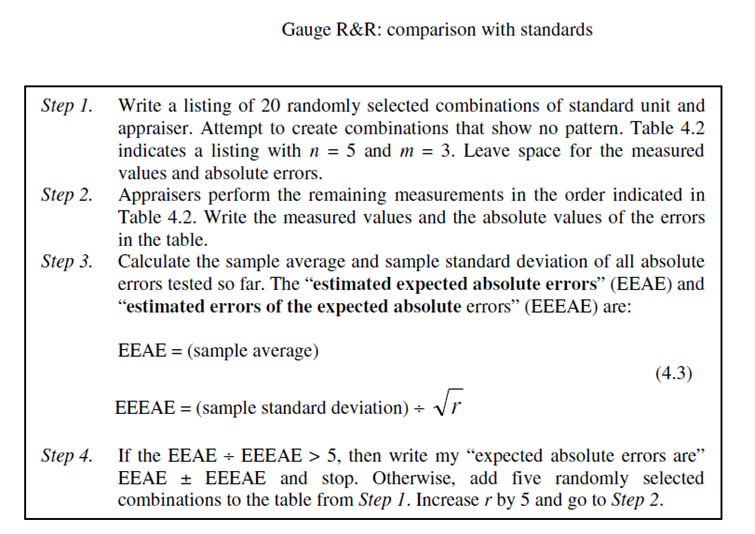 Gauge R&R: comparison with standards
Step 1. Write a listing of 20 randomly selected combinations of standard unit and
appraiser. Attempt to create combinations that show no pattern. Table 4.2
indicates a listing with n = 5 and m = 3. Leave space for the measured
values and absolute errors.
Step 2. Appraisers perform the remaining measurements in the order indicated in
Table 4.2. Write the measured values and the absolute values of the errors
in the table.
Step 3. Calculate the sample average and sample standard deviation of all absolute
errors tested so far. The “estimated expected absolute errors” (EEAE) and
“estimated errors of the expected absolute errors” (EEEAE) are:
EEAE = (sample average)
(4.3)
EEEAE = (sample standard deviation) ÷ √r
Step 4. If the EEAE ÷ EEEAE > 5, then write my “expected absolute errors are”
EEAE ± EEEAE and stop. Otherwise, add five randomly selected
combinations to the table from Step 1. Increase r by 5 and go to Step 2.